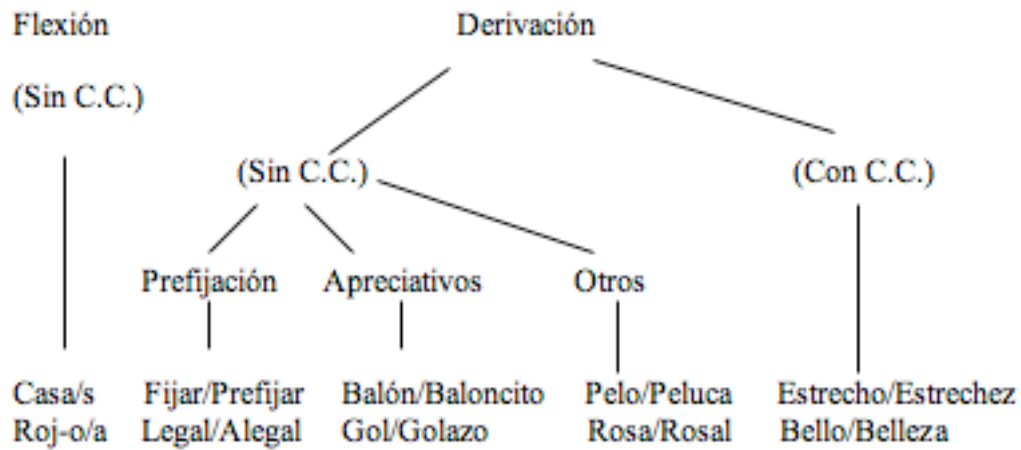 Flexión Derivación
(Sin C.C.)
(Sin C.C.) (Con C.C.)
Prefijación Apreciativos Otros
Casa/s Fijar/Prefijar Balón/Baloncito Pelo/Peluca Estrecho/Estrechez
Roj-o/a Legal/Alegal Gol/Golazo Rosa/Rosal Bello/Belleza